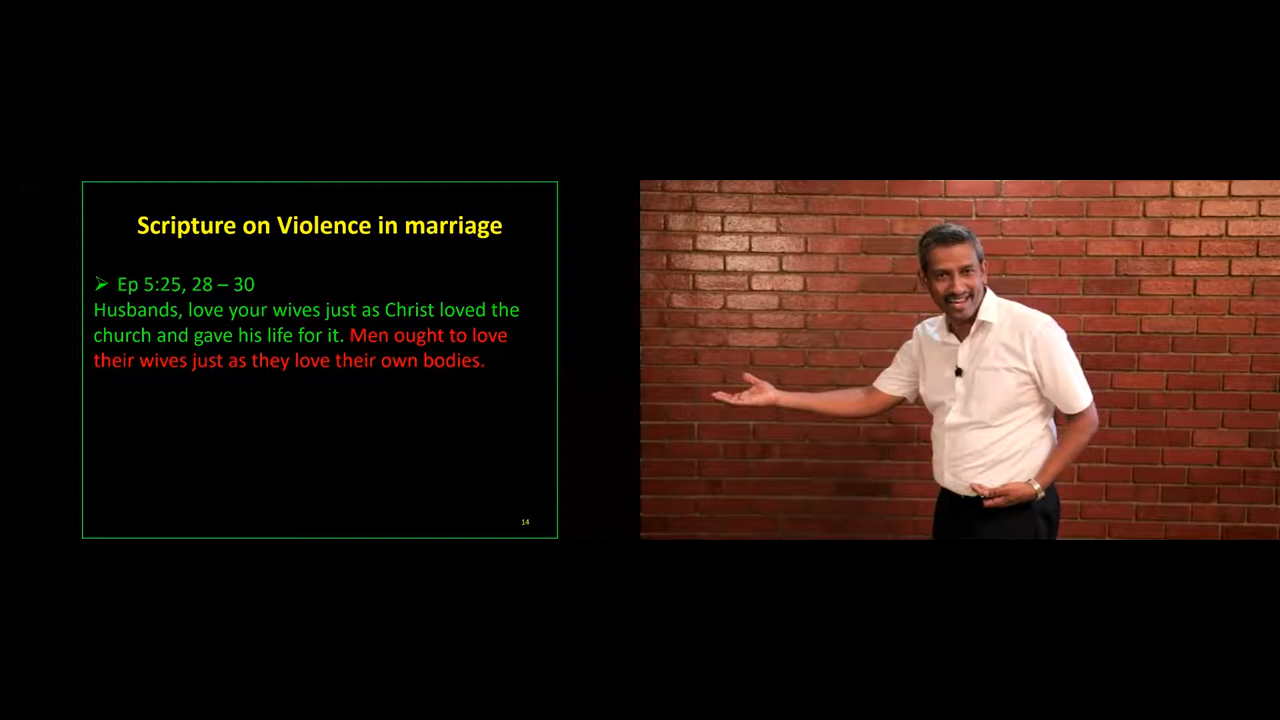 Scripture on Violence in marriage
➢ Ep 5:25, 28 – 30
Husbands, love your wives just as Christ loved the
church and gave his life for it. Men ought to love
their wives just as they love their own bodies.
14